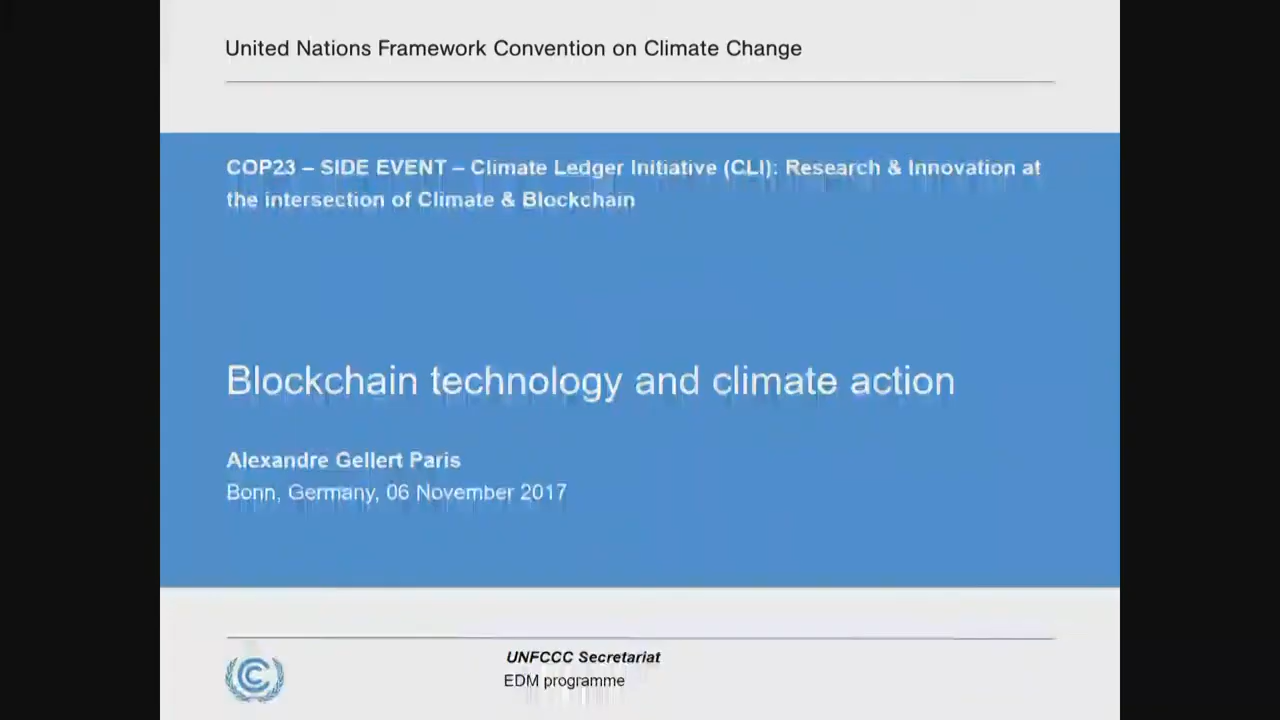 United Nations Framework Convention on Climate Change
COP23 – SIDE EVENT – Climate Ledger Initiative (CLI): Research & Innovation at
the intersection of Climate & Blockchain
Blockchain technology and climate action
Alexandre Gellert Paris
Bonn, Germany, 06 November 2017
UNFCCC Secretariat
EDM programme